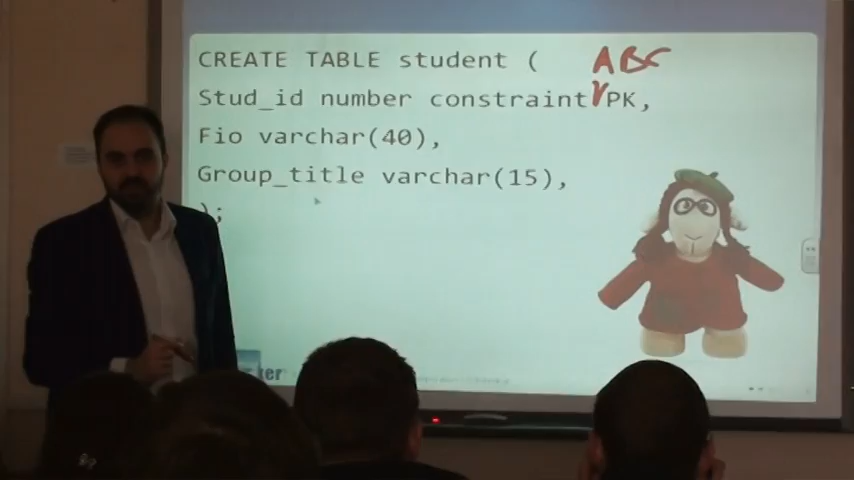 CREATE TABLE student ( ABC
Stud_id number constraint PK,
Fio varchar(40),
Group_title varchar(15),
);